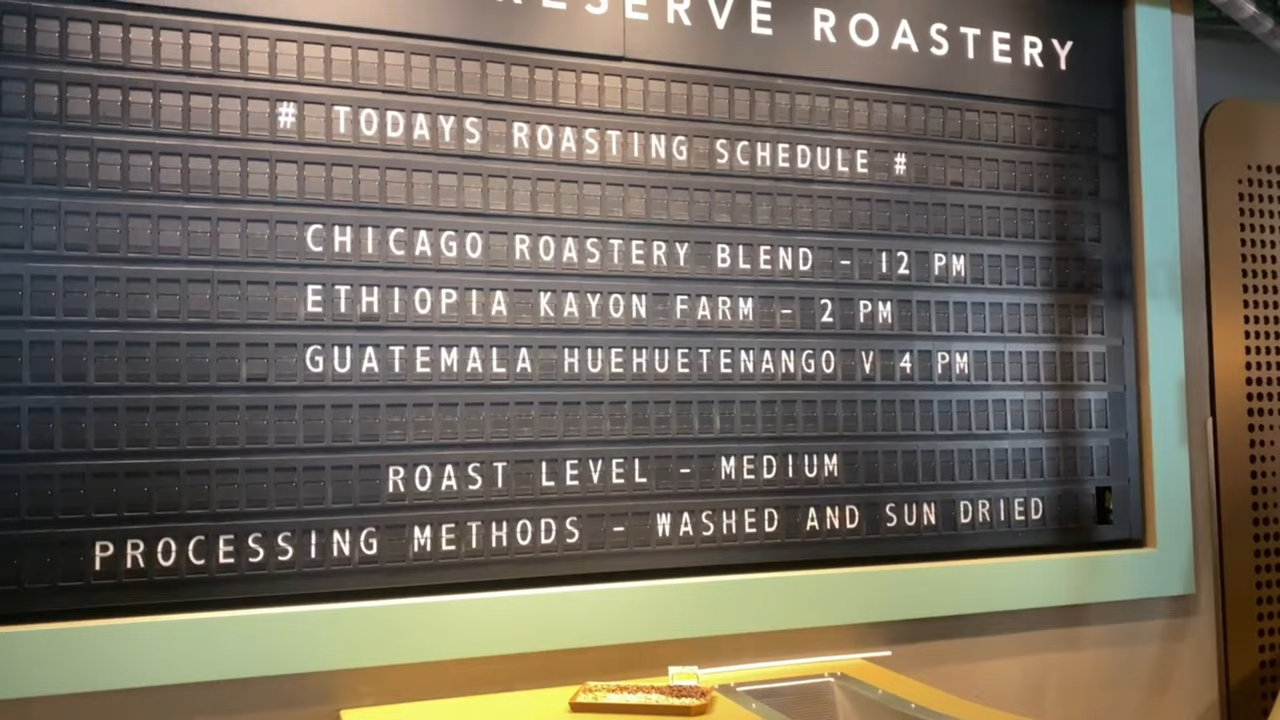 RESERVE ROASTERY
# TODAYS ROASTING SCHEDULE #
CHICAGO ROASTERY BLEND - 12 PM
ETHIOPIA KAYON FARM - 2 PM
GUATEMALA HUEHUETENANGO V 4 PM
ROAST LEVEL - MEDIUM
PROCESSING METHODS - WASHED AND SUN DRIED